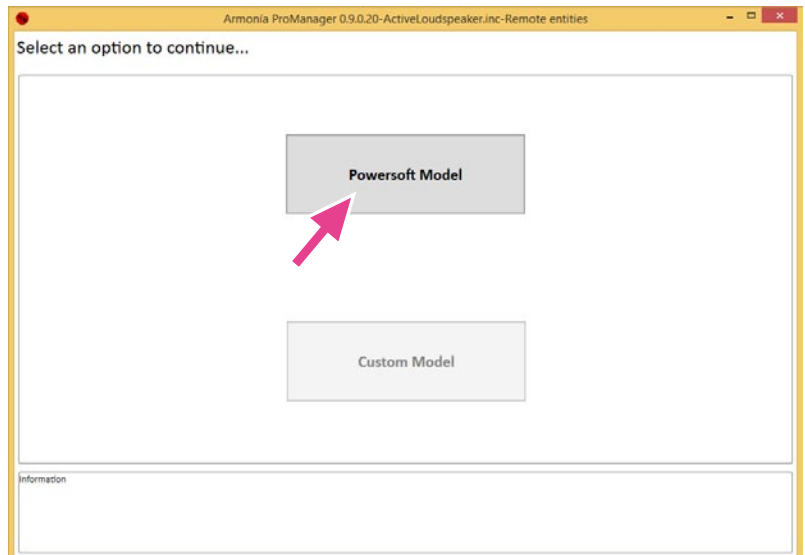 Armonía ProManager 0.9.0.20-ActiveLoudspeaker.inc-Remote entities
Select an option to continue...
Powersoft Model
Custom Model
Information